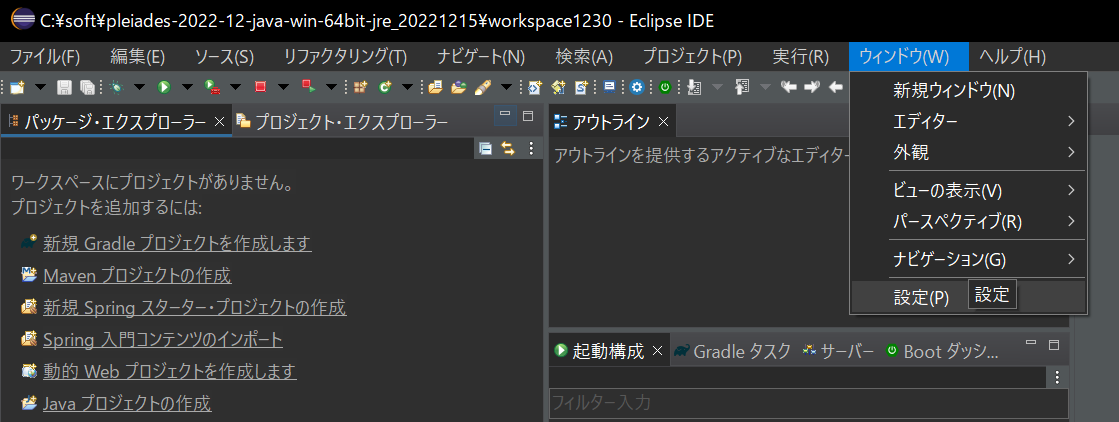 C:¥soft¥pleiades-2022-12-java-win-64bit-jre_20221215¥workspace1230 - Eclipse IDE
ファイル(F) 編集(E) ソース(S) リファクタリング(T) ナビゲート(N) 検索(A) プロジェクト(P) 実行(R) ウィンドウ(W) ヘルプ(H)
新規ウィンドウ(N)
エディター
外観
ビューの表示(V)
パースペクティブ(R)
ナビゲーション(G)
設定(P)
設定
パッケージ・エクスプローラー
プロジェクト・エクスプローラー
ワークスペースにプロジェクトがありません。
プロジェクトを追加するには:
新規 Gradle プロジェクトを作成します
Maven プロジェクトの作成
新規 Spring スターター・プロジェクトの作成
Spring 入門コンテンツのインポート
動的 Web プロジェクトを作成します
Java プロジェクトの作成
アウトライン
アウトラインを提供するアクティブなエディター
起動構成
Gradle タスク
サーバー
Boot ダッシ...
フィルター入力